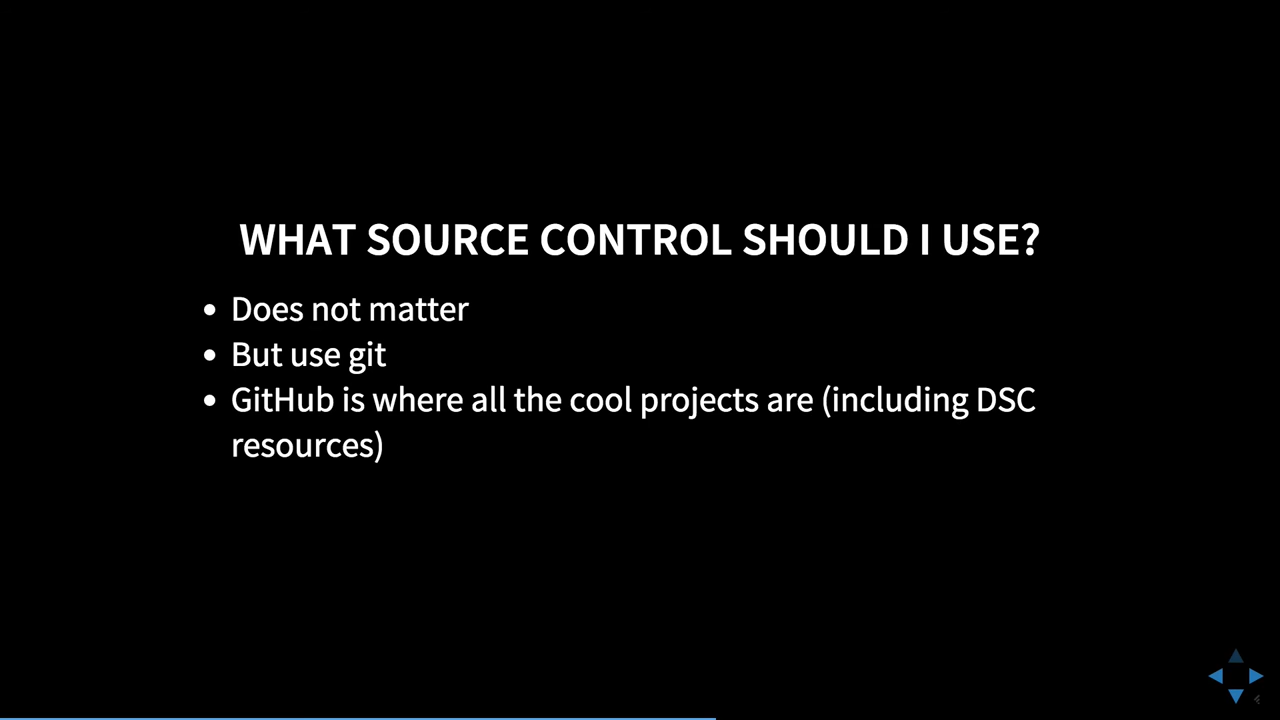 WHAT SOURCE CONTROL SHOULD I USE?
• Does not matter
• But use git
• GitHub is where all the cool projects are (including DSC
resources)